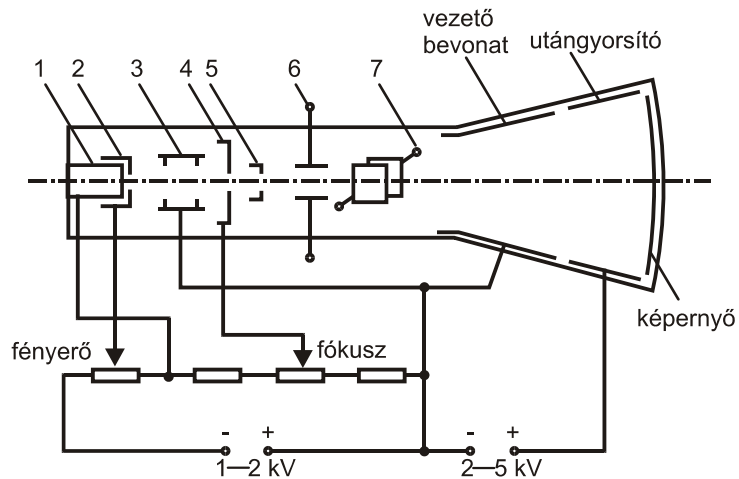 vezető
bevonat
utángyorsító
1 2 3 4 5 6 7
képernyő
fényerő
fókusz
- +
- +
1—2 kV
2—5 kV